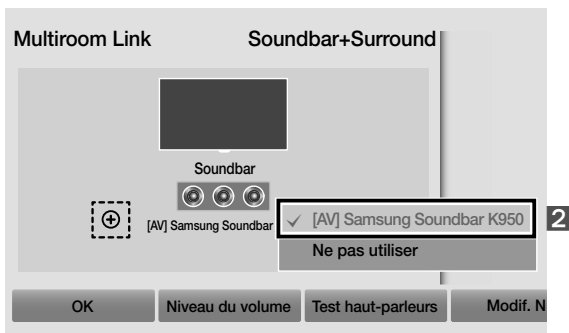 Multiroom Link Soundbar+Surround
Soundbar
[AV] Samsung Soundbar
[AV] Samsung Soundbar K950
2
Ne pas utiliser
OK Niveau du volume Test haut-parleurs Modif. N